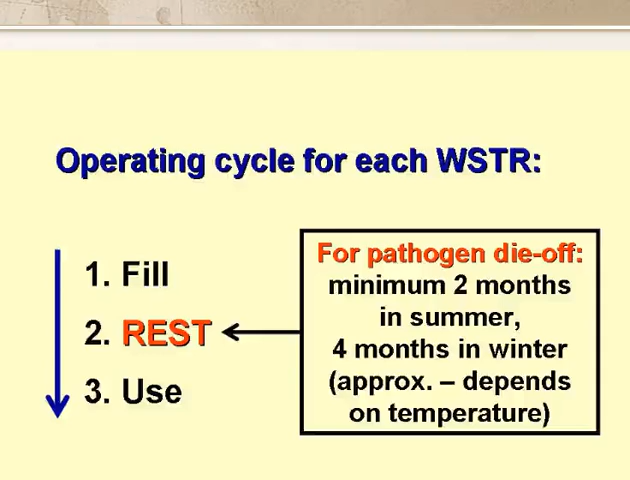 Operating cycle for each WSTR:
1. Fill
2. REST
3. Use
For pathogen die-off:
minimum 2 months
in summer,
4 months in winter
(approx. – depends
on temperature)